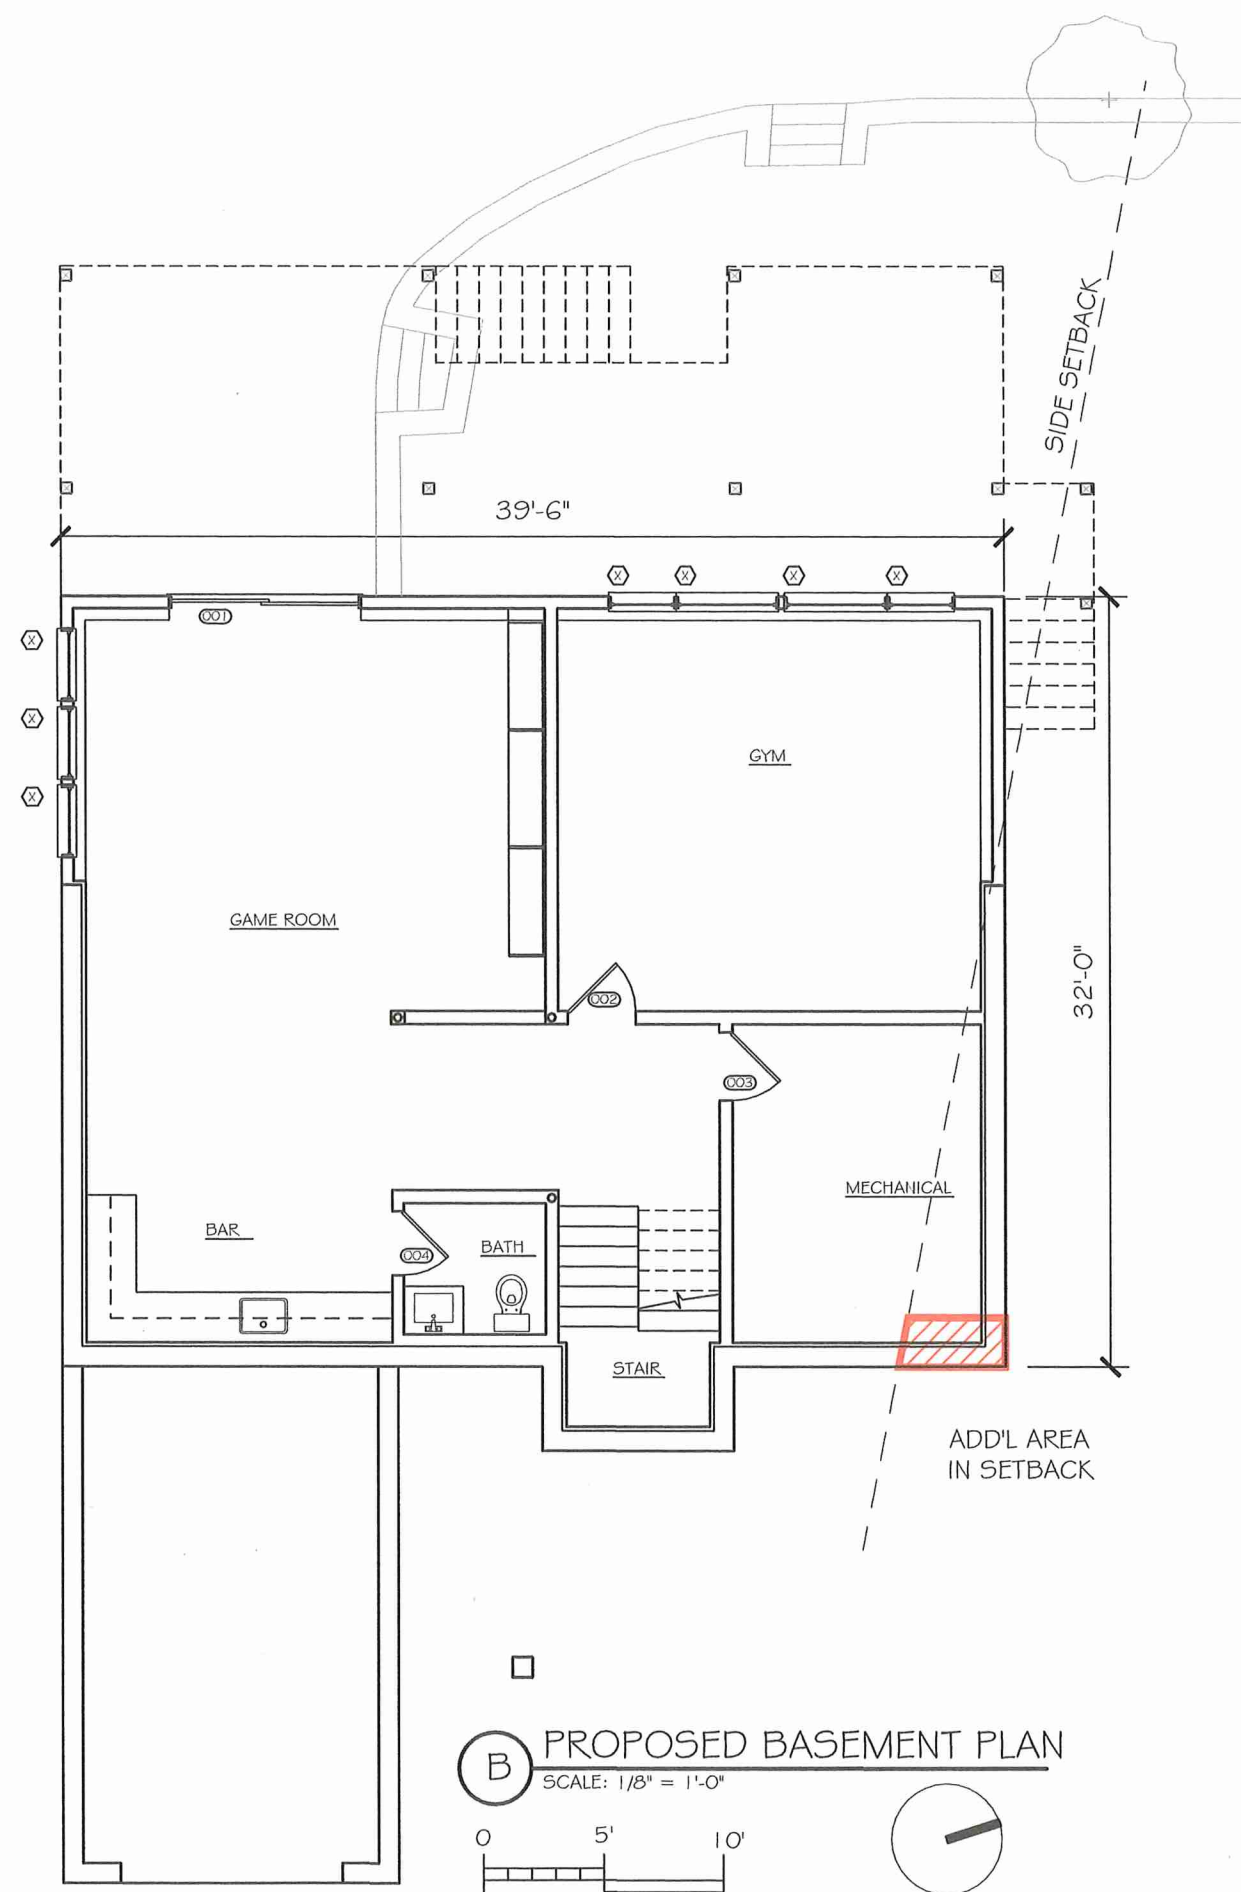 SIDE SETBACK
39'-6"
X
X
X
X
001
X
X
X
GYM
GAME ROOM
32'-0"
002
003
MECHANICAL
BAR
004
BATH
STAIR
ADD'L AREA
IN SETBACK
B
PROPOSED BASEMENT PLAN
SCALE: 1/8" = 1'-0"
0 5' 10'